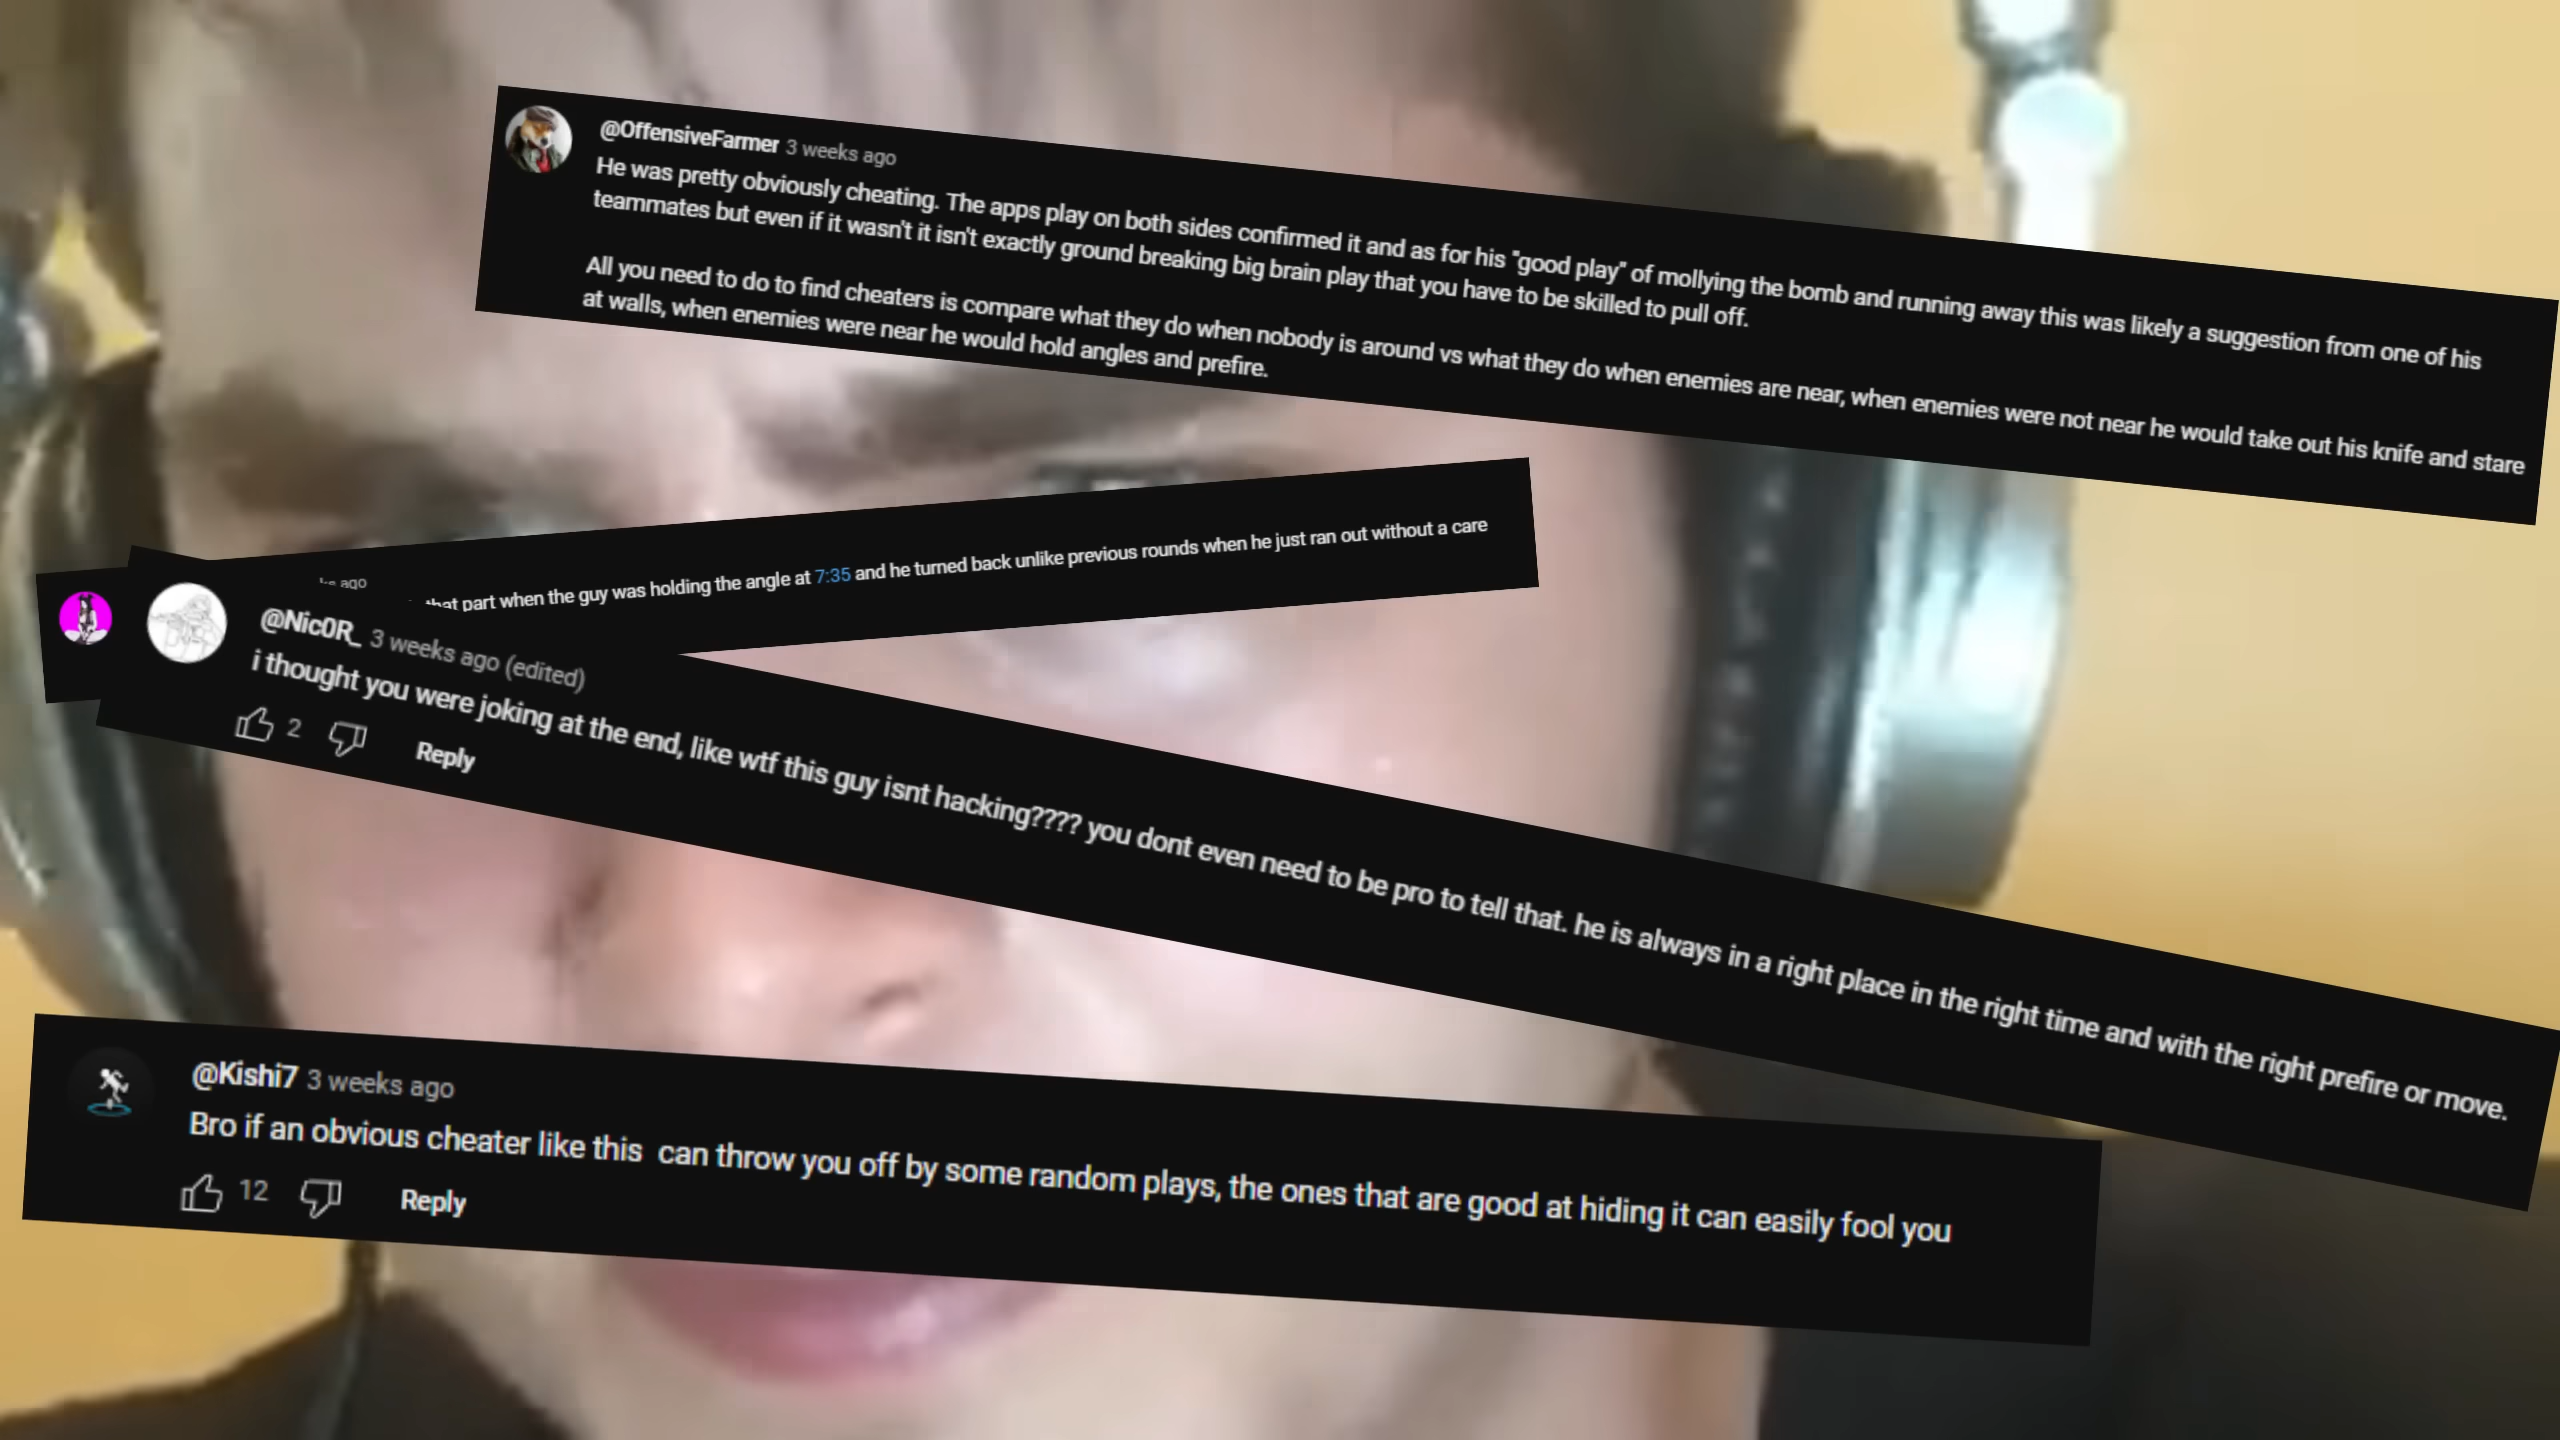 @OffensiveFarmer 3 weeks ago
He was pretty obviously cheating. The apps play on both sides confirmed it and as for his "good play" of mollying the bomb and running away this was likely a suggestion from one of his
teammates but even if it wasn't it isn't exactly ground breaking big brain play that you have to be skilled to pull off.
All you need to do to find cheaters is compare what they do when nobody is around vs what they do when enemies are near, when enemies were not near he would take out his knife and stare
at walls, when enemies were near he would hold angles and prefire.
ago
that part when the guy was holding the angle at 7:35 and he turned back unlike previous rounds when he just ran out without a care
@Nic0R_ 3 weeks ago (edited)
i thought you were joking at the end, like wtf this guy isnt hacking???? you dont even need to be pro to tell that. he is always in a right place in the right time and with the right prefire or move.
2 Reply
@Kishi7 3 weeks ago
Bro if an obvious cheater like this can throw you off by some random plays, the ones that are good at hiding it can easily fool you
12 Reply